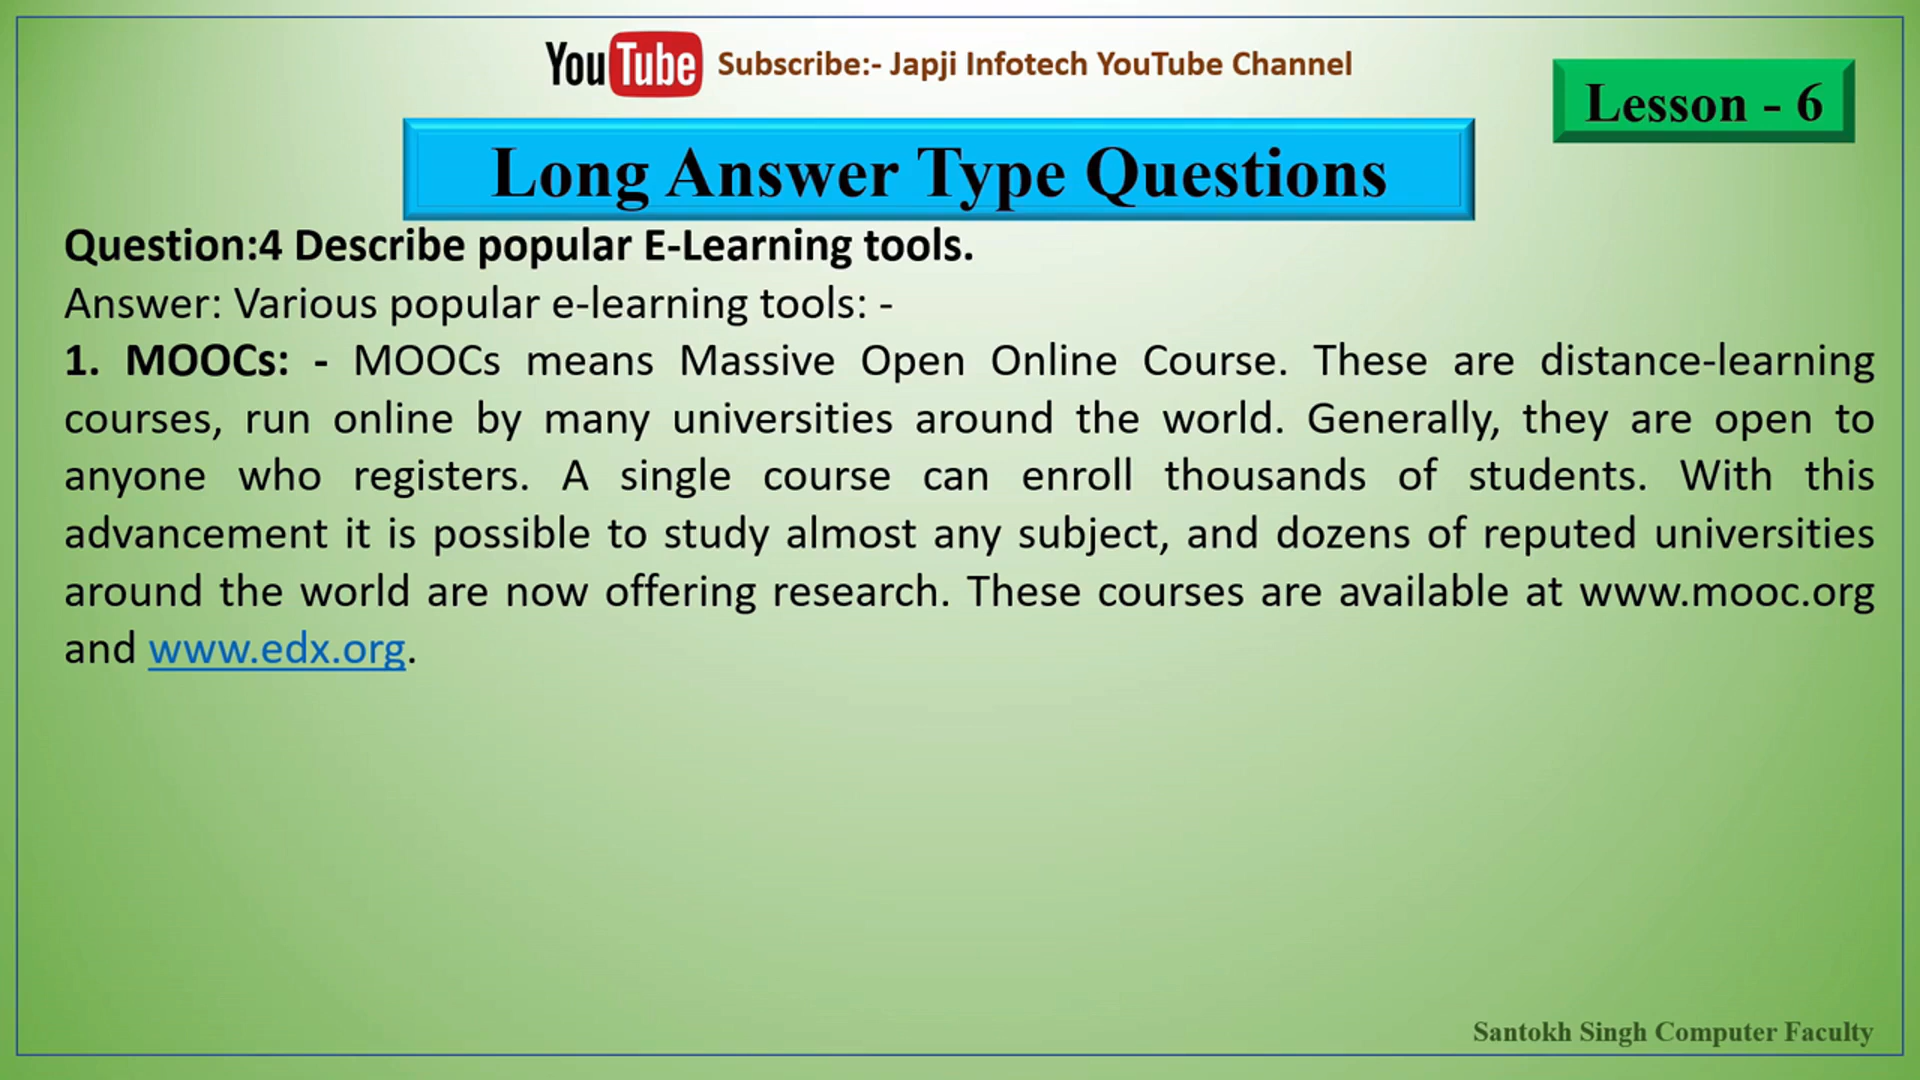 YouTube Subscribe:- Japji Infotech YouTube Channel
Lesson - 6
Long Answer Type Questions
Question:4 Describe popular E-Learning tools.
Answer: Various popular e-learning tools: -
1. MOOCs: - MOOCs means Massive Open Online Course. These are distance-learning
courses, run online by many universities around the world. Generally, they are open to
anyone who registers. A single course can enroll thousands of students. With this
advancement it is possible to study almost any subject, and dozens of reputed universities
around the world are now offering research. These courses are available at www.mooc.org
and www.edx.org.
Santokh Singh Computer Faculty